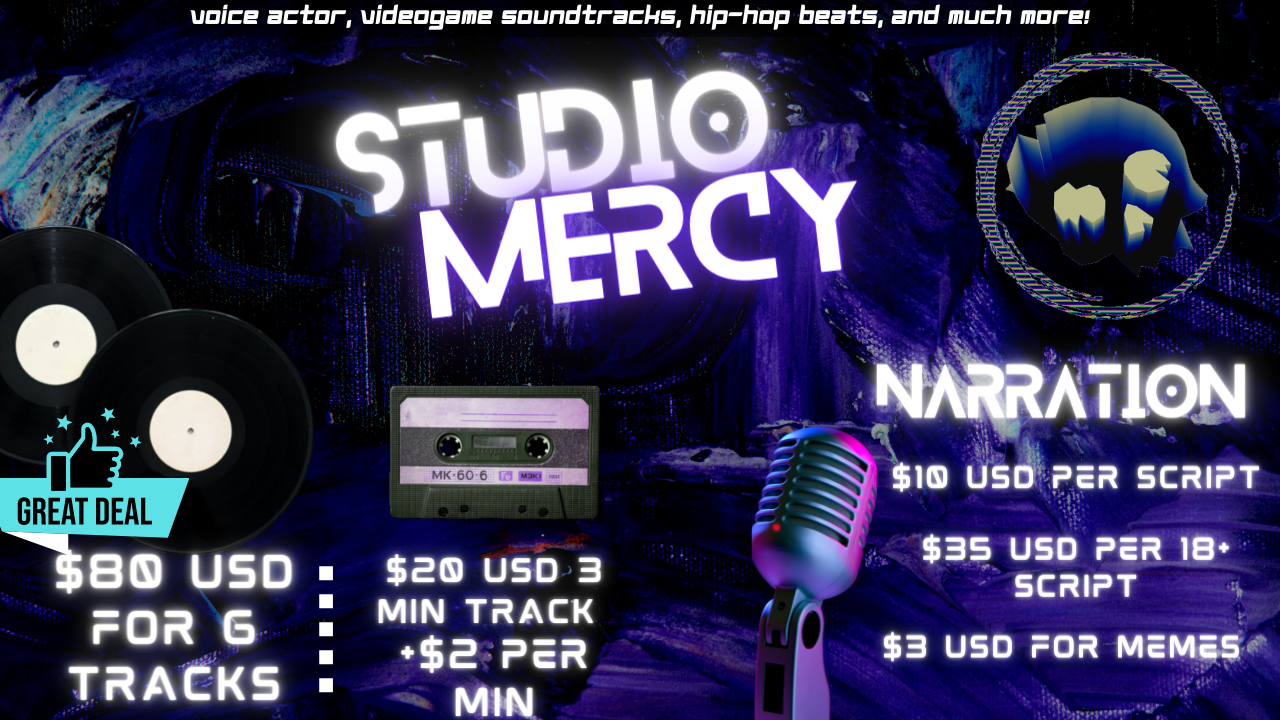 voice actor, videogame soundtracks, hip-hop beats, and much more!
STUDIO
MERCY
NARRATION
MK-60-6
$10 USD PER SCRIPT
GREAT DEAL
$35 USD PER 18+
SCRIPT
$80 USD
FOR 6
TRACKS
$20 USD 3
MIN TRACK
+$2 PER
MIN
$3 USD FOR MEMES